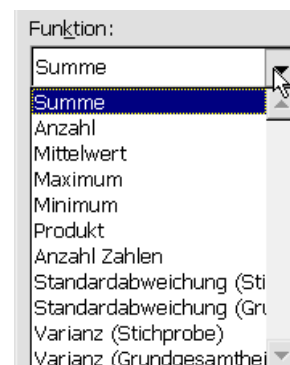 Funktion:
Summe
Summe
Anzahl
Mittelwert
Maximum
Minimum
Produkt
Anzahl Zahlen
Standardabweichung (Sti
Standardabweichung (Gru
Varianz (Stichprobe)
Varianz (Grundgesamthei